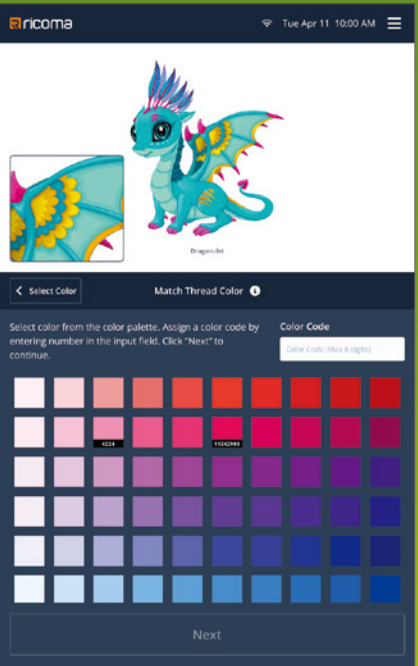 ricoma
Tue Apr 11 10:00 AM
Dragon.dst
Select Color
Match Thread Color
Select color from the color palette. Assign a color code by
entering number in the input field. Click "Next" to
continue.
Color Code
Color Code (Max 8 digits)
4224
11242900
Next